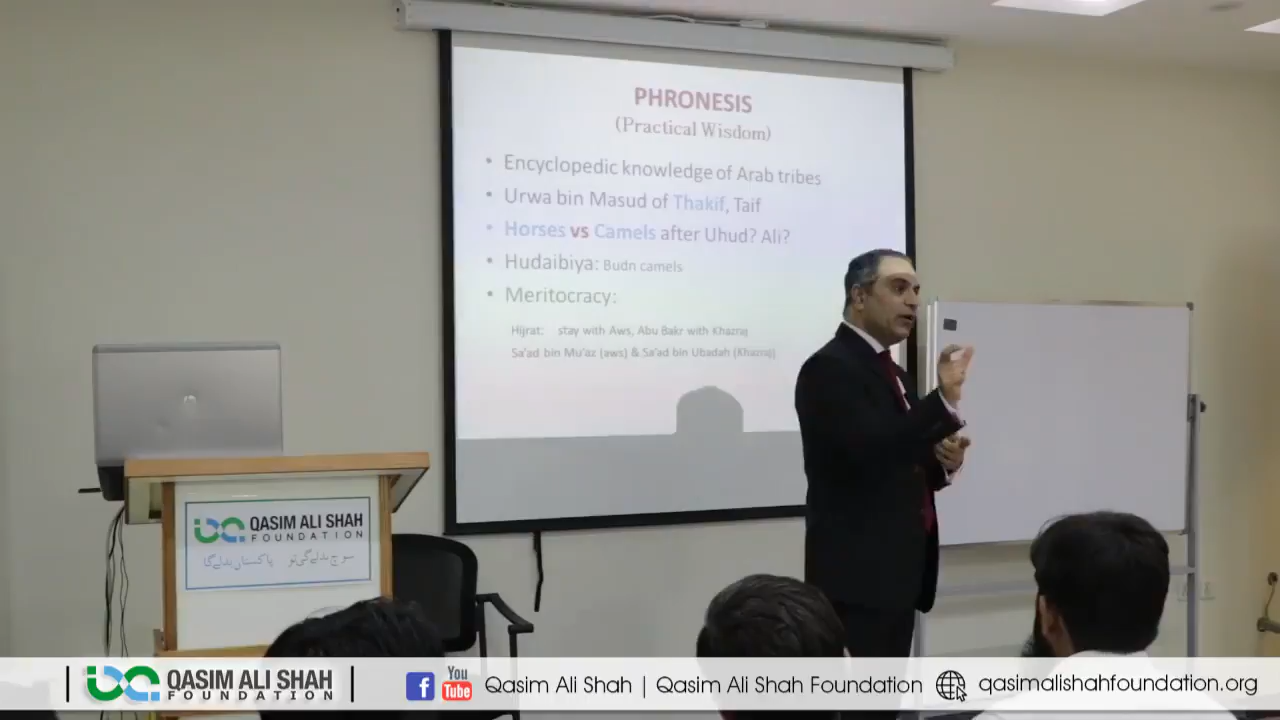 PHRONESIS
(Practical Wisdom)
• Encyclopedic knowledge of Arab tribes
• Urwa bin Masud of Thakif, Taif
• Horses vs Camels after Uhud? Ali?
• Hudaibiya: Budn camels
• Meritocracy:
Hijrat: stay with Aws, Abu Bakr with Khazraj
Sa'ad bin Mu'az (aws) & Sa'ad bin Ubadah (Khazraj)
QASIM ALI SHAH
FOUNDATION
سوچ بدلے گی تو پاکستان بدلے گا
QASIM ALI SHAH
FOUNDATION
f You Tube Qasim Ali Shah | Qasim Ali Shah Foundation qasimalishahfoundation.org